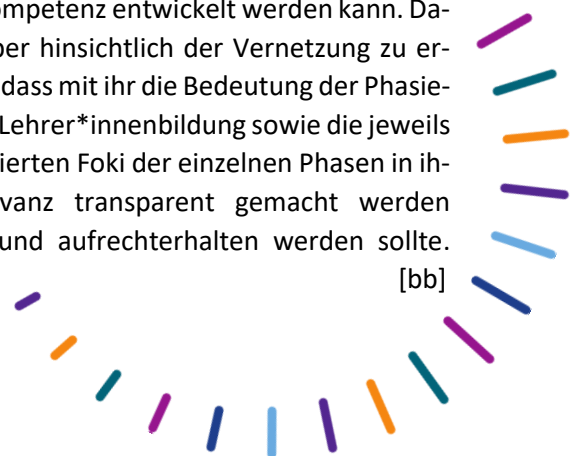 ompetenz entwickelt werden kann. Da-
ber hinsichtlich der Vernetzung zu er-
dass mit ihr die Bedeutung der Phasie-
Lehrer*innenbildung sowie die jeweils
ierten Foki der einzelnen Phasen in ih-
vanz transparent gemacht werden
und aufrechterhalten werden sollte.
[bb]